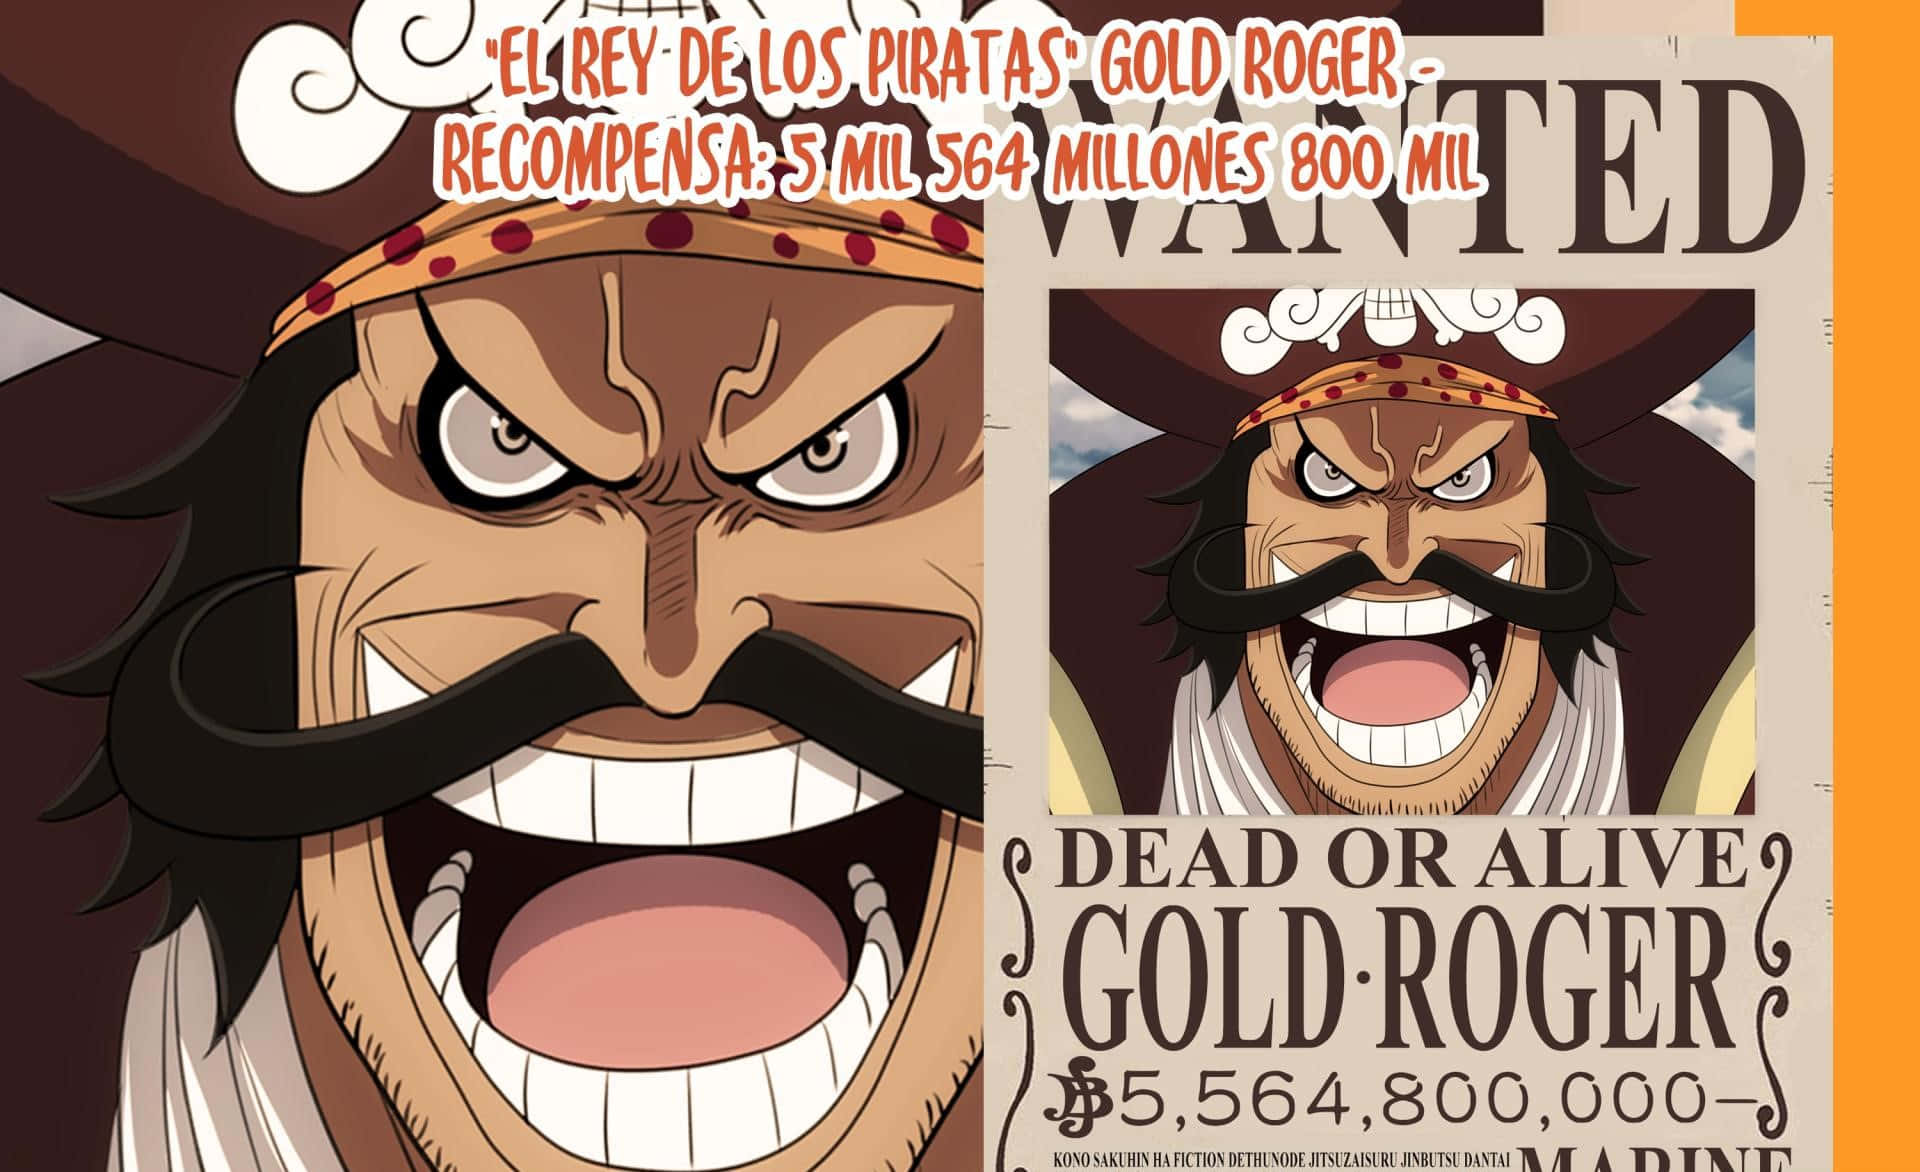 "EL REY DE LOS PIRATAS" GOLD ROGER -
RECOMPENSA: 5 MIL 564 MILLONES 800 MIL
WANTED
DEAD OR ALIVE
GOLD·ROGER
฿5,564,800,000-
KONO SAKUHIN HA FICTION DETHUNODE JITSUZAISURU JINBUTSU DANTAI
MARINE